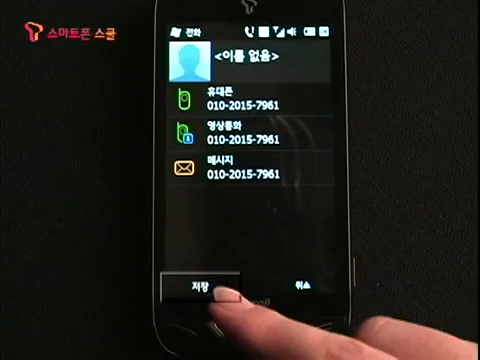 스마트폰 스쿨
전화
<이름 없음>
휴대폰
010-2015-7961
영상통화
010-2015-7961
메시지
010-2015-7961
저장
취소